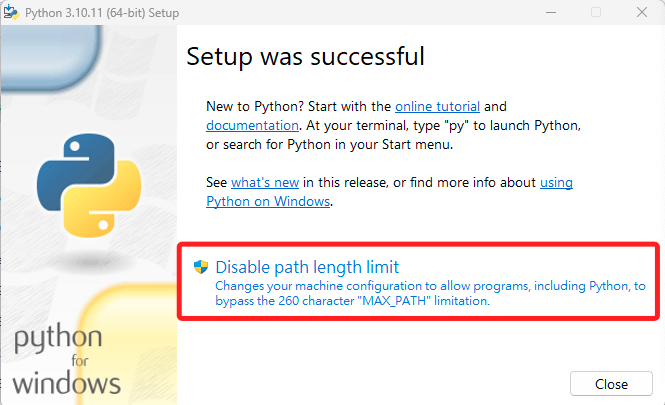 Python 3.10.11 (64-bit) Setup
Setup was successful
New to Python? Start with the online tutorial and
documentation. At your terminal, type "py" to launch Python,
or search for Python in your Start menu.
See what's new in this release, or find more info about using
Python on Windows.
Disable path length limit
Changes your machine configuration to allow programs, including Python, to
bypass the 260 character "MAX_PATH" limitation.
python
for
windows
Close